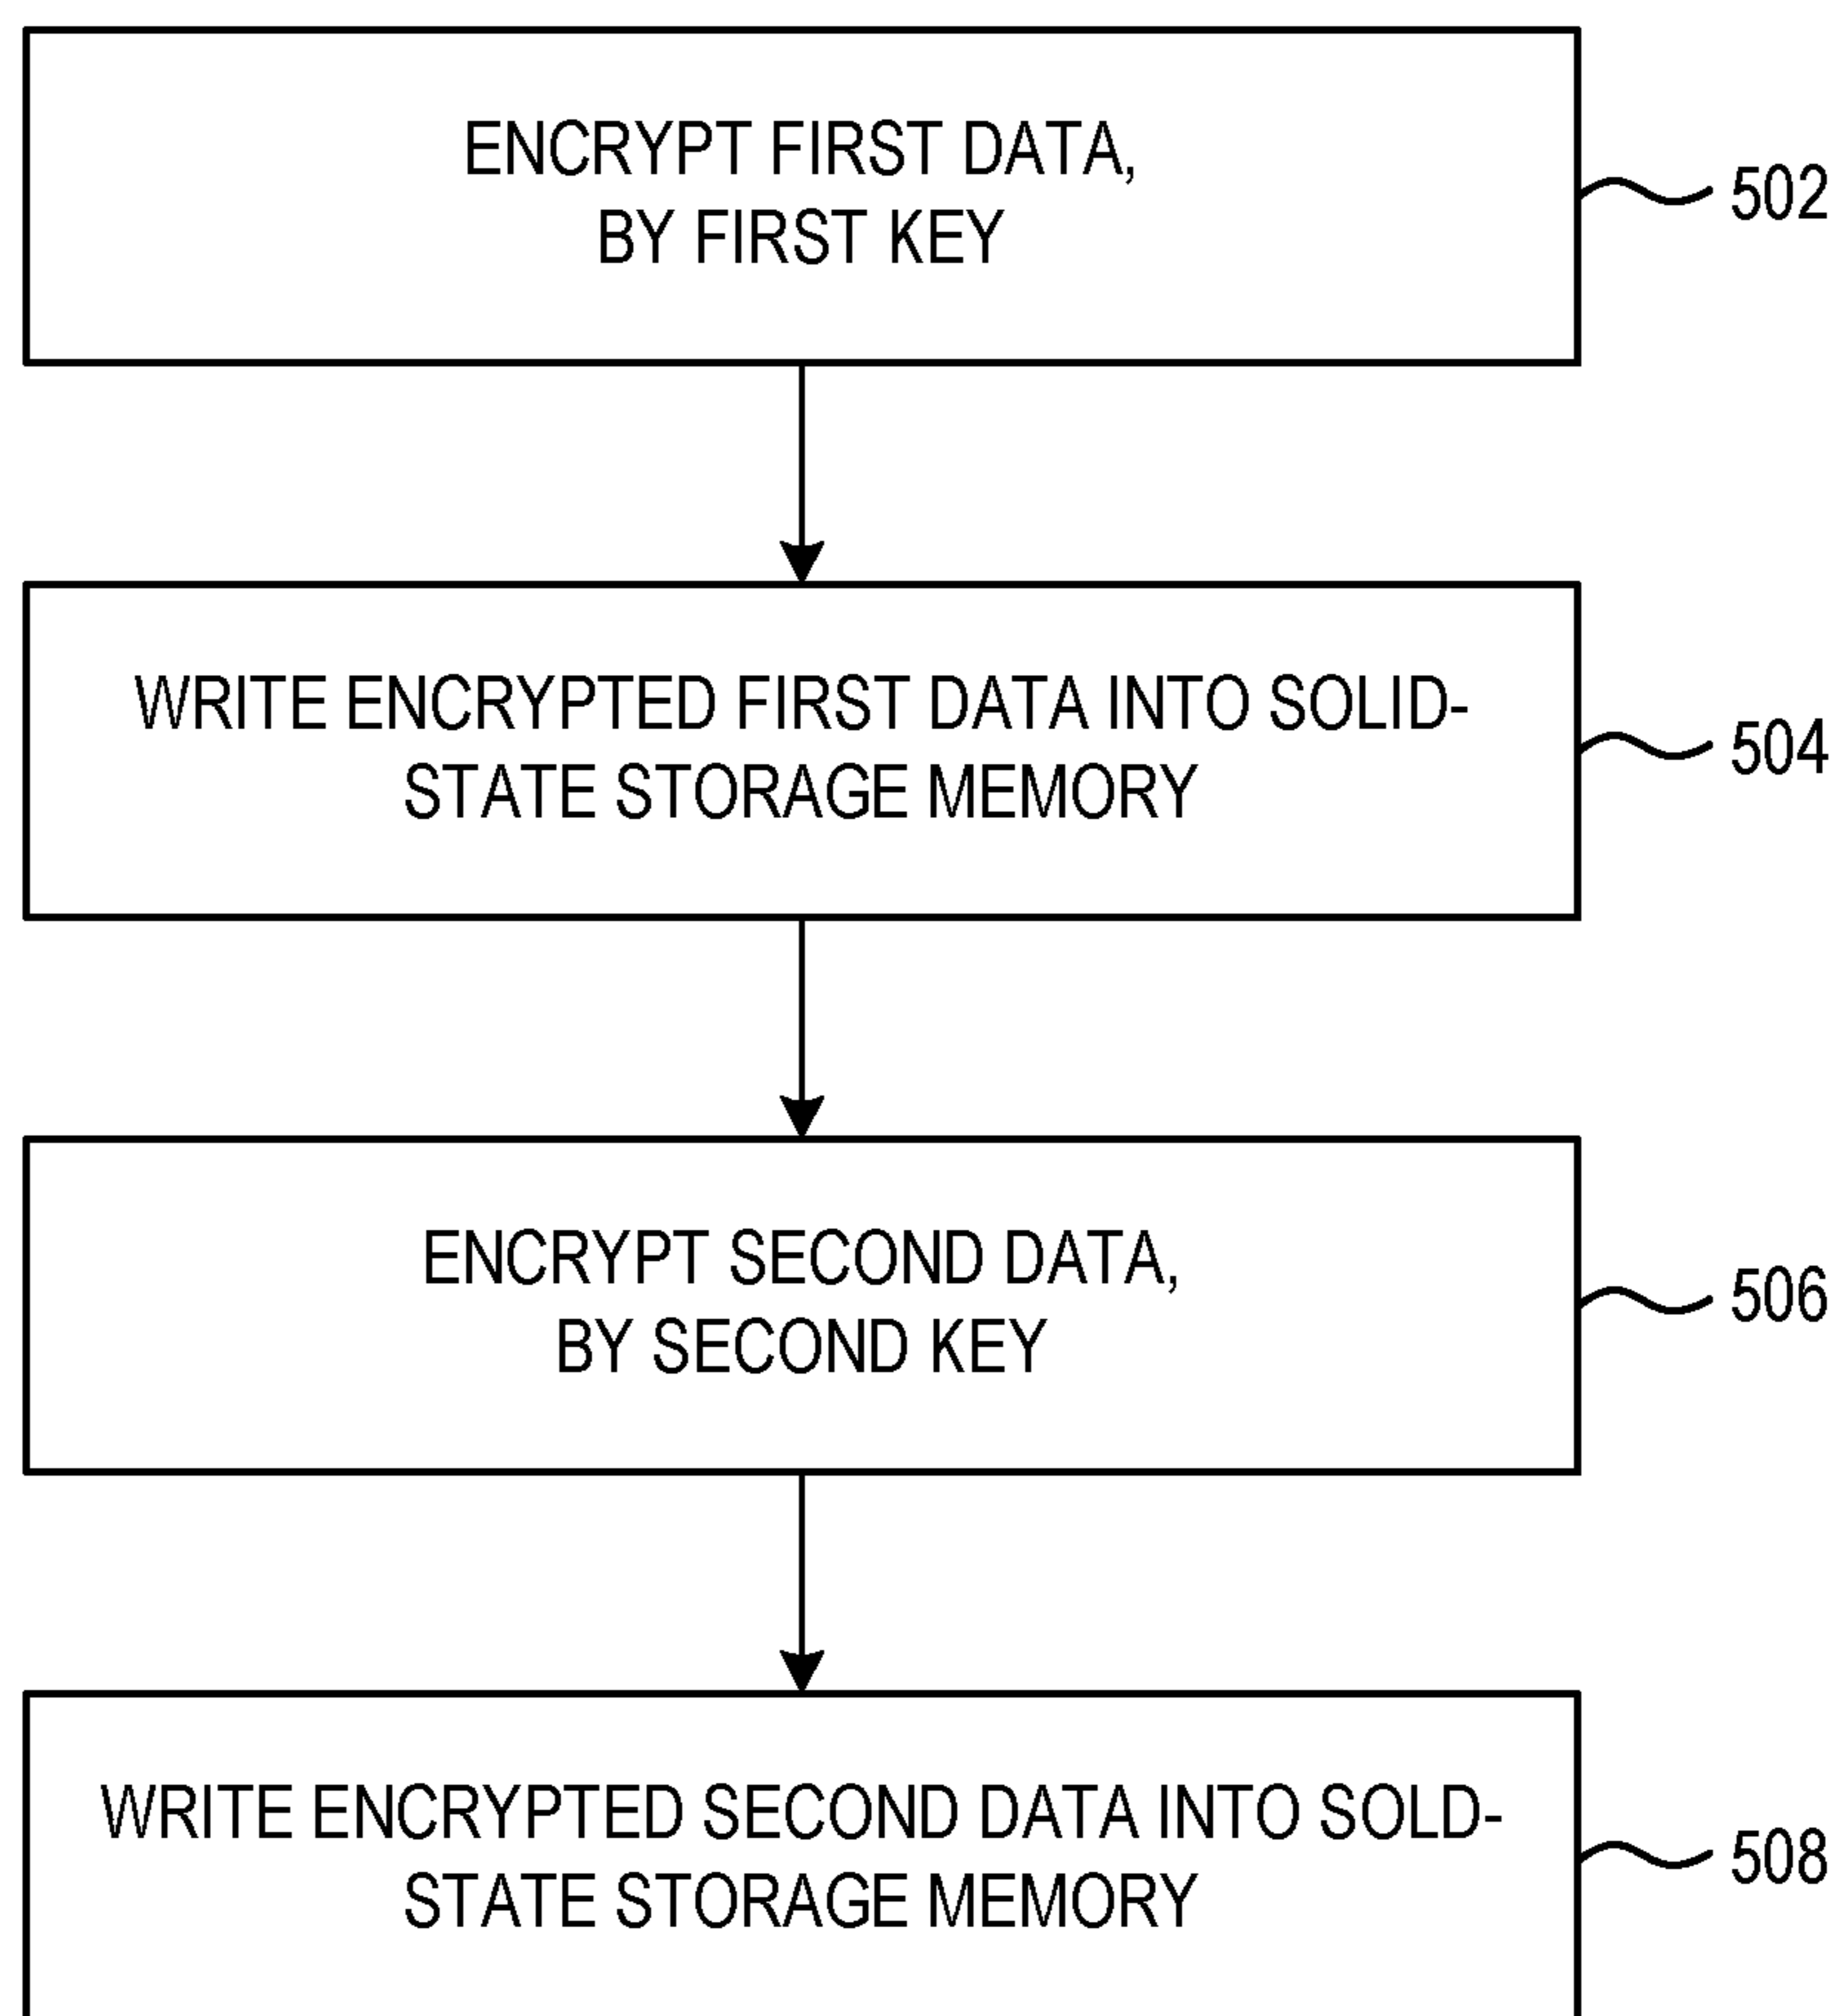 ENCRYPT FIRST DATA,
BY FIRST KEY
502
WRITE ENCRYPTED FIRST DATA INTO SOLID-
STATE STORAGE MEMORY
504
ENCRYPT SECOND DATA,
BY SECOND KEY
506
WRITE ENCRYPTED SECOND DATA INTO SOLD-
STATE STORAGE MEMORY
508